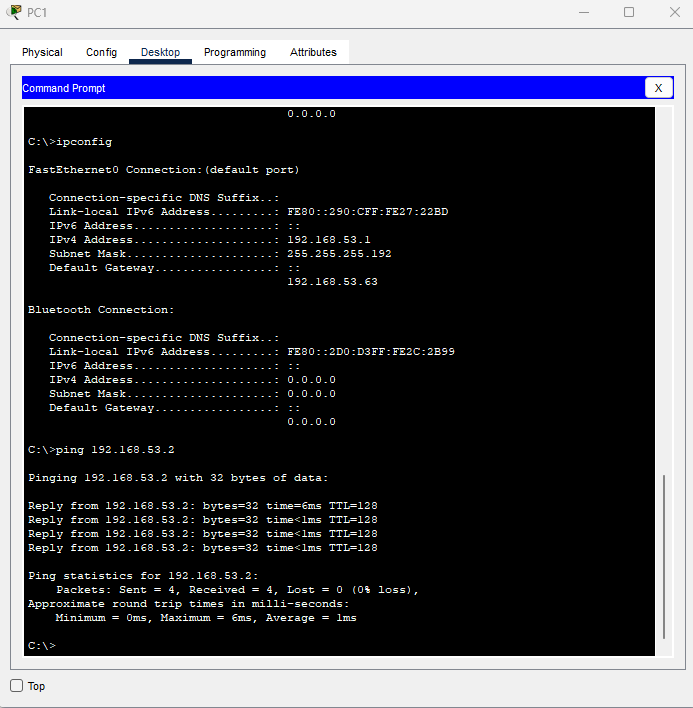 PC1
Physical Config Desktop Programming Attributes
Command Prompt X
0.0.0.0
C:\>ipconfig
FastEthernet0 Connection:(default port)
Connection-specific DNS Suffix..:
Link-local IPv6 Address.........: FE80::290:CFF:FE27:22BD
IPv6 Address....................: ::
IPv4 Address....................: 192.168.53.1
Subnet Mask.....................: 255.255.255.192
Default Gateway.................: ::
192.168.53.63
Bluetooth Connection:
Connection-specific DNS Suffix..:
Link-local IPv6 Address.........: FE80::2D0:D3FF:FE2C:2B99
IPv6 Address....................: ::
IPv4 Address....................: 0.0.0.0
Subnet Mask.....................: 0.0.0.0
Default Gateway.................: ::
0.0.0.0
C:\>ping 192.168.53.2
Pinging 192.168.53.2 with 32 bytes of data:
Reply from 192.168.53.2: bytes=32 time=6ms TTL=128
Reply from 192.168.53.2: bytes=32 time<1ms TTL=128
Reply from 192.168.53.2: bytes=32 time<1ms TTL=128
Reply from 192.168.53.2: bytes=32 time<1ms TTL=128
Ping statistics for 192.168.53.2:
Packets: Sent = 4, Received = 4, Lost = 0 (0% loss),
Approximate round trip times in milli-seconds:
Minimum = 0ms, Maximum = 6ms, Average = 1ms
C:\>
Top